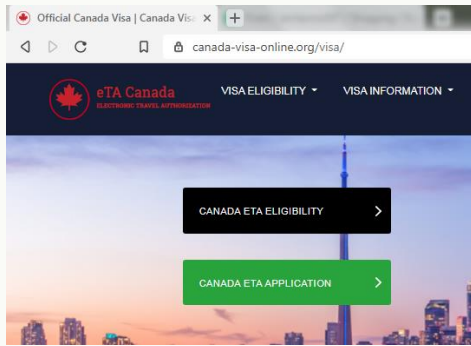 Official Canada Visa | Canada Vis
canada-visa-online.org/visa/
eTA Canada
ELECTRONIC TRAVEL AUTHORIZATION
VISA ELIGIBILITY
VISA INFORMATION
CANADA ETA ELIGIBILITY
CANADA ETA APPLICATION